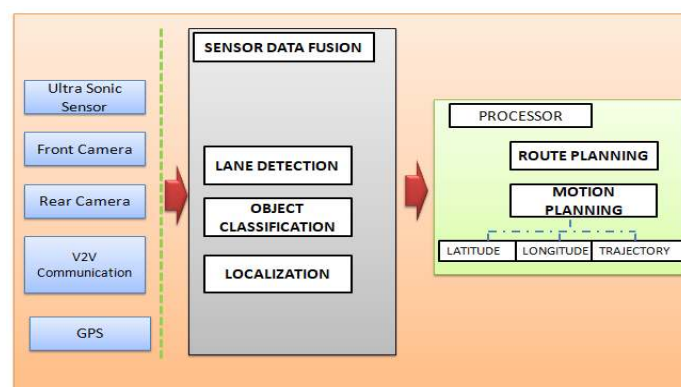 Ultra Sonic
Sensor
Front Camera
Rear Camera
V2V
Communication
GPS
SENSOR DATA FUSION
LANE DETECTION
OBJECT
CLASSIFICATION
LOCALIZATION
PROCESSOR
ROUTE PLANNING
MOTION
PLANNING
LATITUDE
LONGITUDE
TRAJECTORY